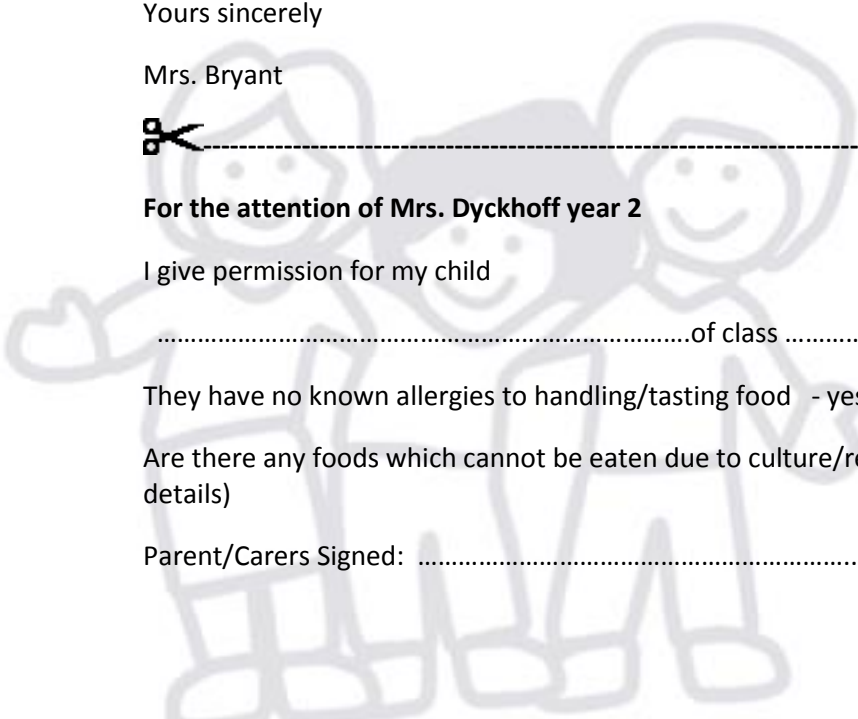 Yours sincerely
Mrs. Bryant
For the attention of Mrs. Dyckhoff year 2
I give permission for my child
……………………………………………………………………..of class …………
They have no known allergies to handling/tasting food - yes
Are there any foods which cannot be eaten due to culture/re
details)
Parent/Carers Signed: …………………………………………………………